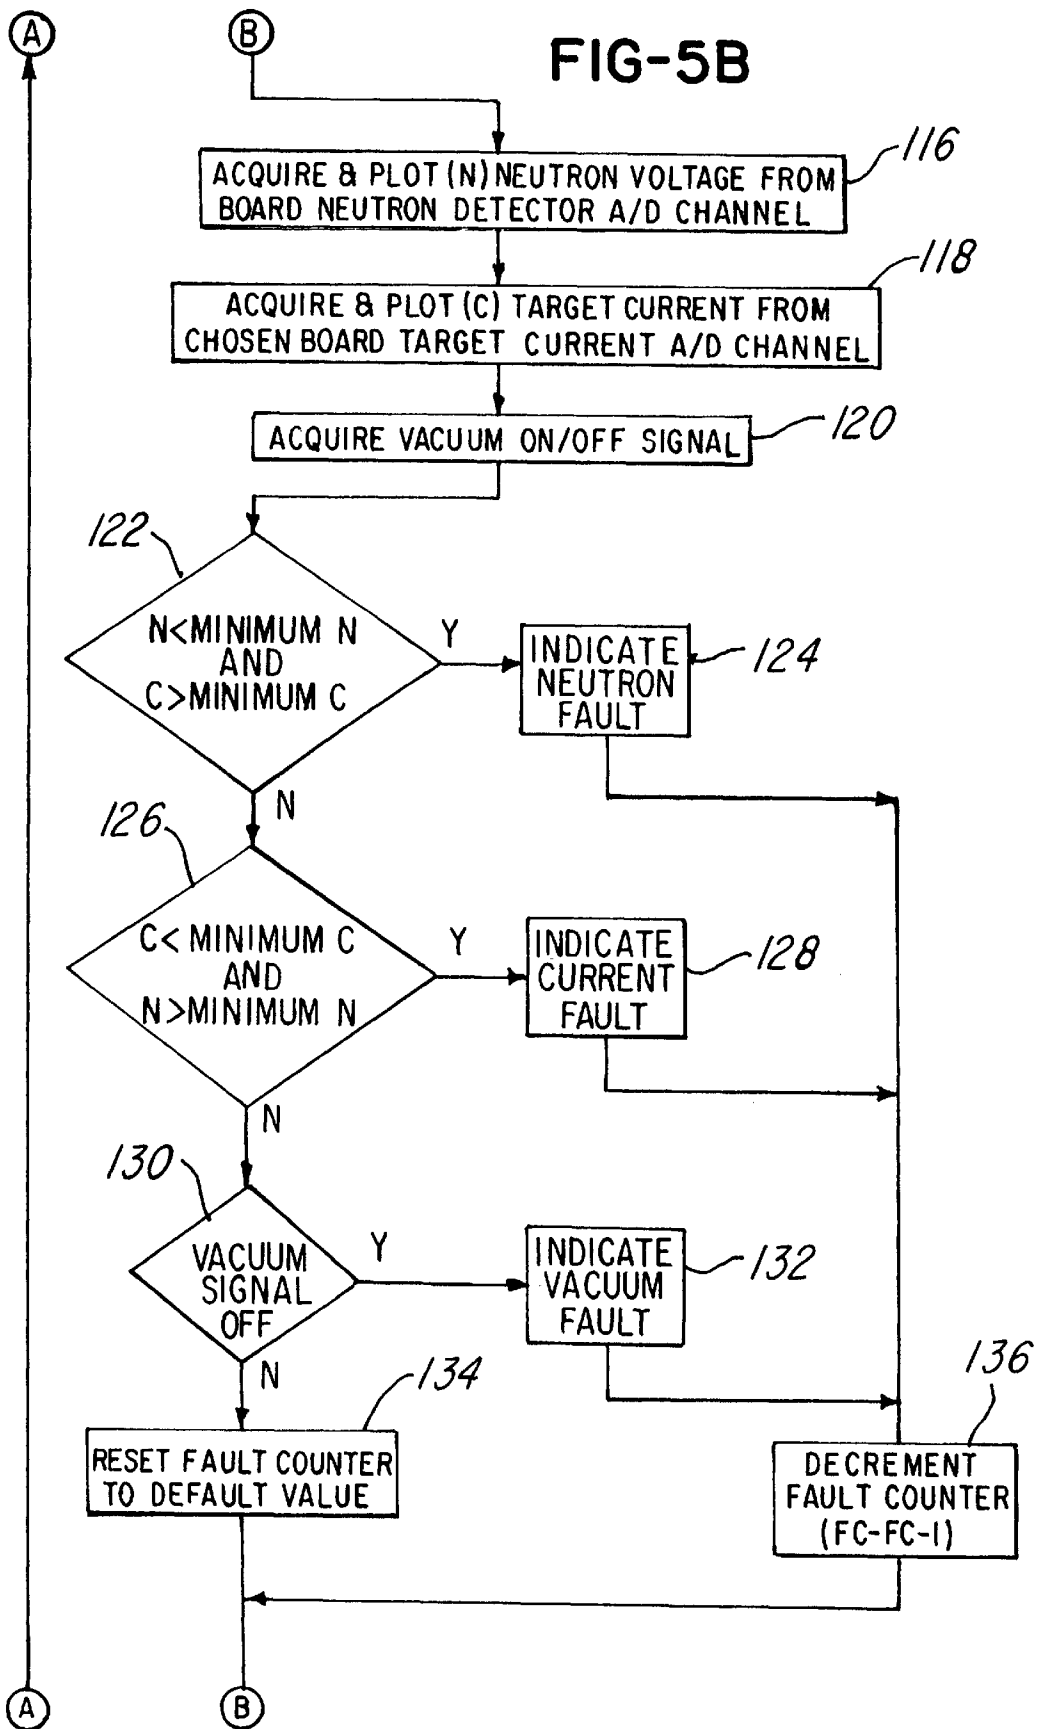 A
B
FIG-5B
ACQUIRE & PLOT (N) NEUTRON VOLTAGE FROM
BOARD NEUTRON DETECTOR A/D CHANNEL
116
ACQUIRE & PLOT (C) TARGET CURRENT FROM
CHOSEN BOARD TARGET CURRENT A/D CHANNEL
118
ACQUIRE VACUUM ON/OFF SIGNAL
120
122
N<MINIMUM N
AND
C>MINIMUM C
Y
INDICATE
NEUTRON
FAULT
124
N
126
C< MINIMUM C
AND
N>MINIMUM N
Y
INDICATE
CURRENT
FAULT
128
N
130
VACUUM
SIGNAL
OFF
Y
INDICATE
VACUUM
FAULT
132
N
134
RESET FAULT COUNTER
TO DEFAULT VALUE
136
DECREMENT
FAULT COUNTER
(FC-FC-1)
A
B